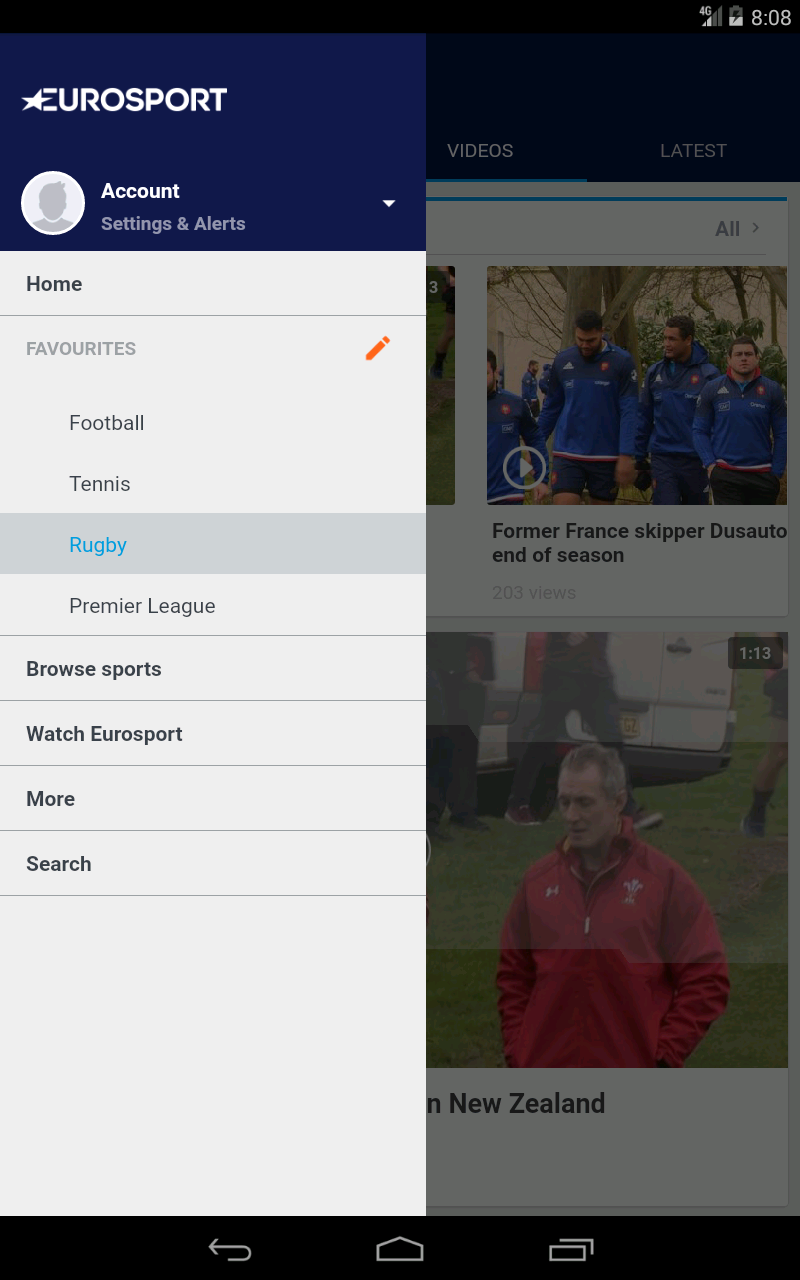 4G 8:08
EUROSPORT
VIDEOS
LATEST
Account
Settings & Alerts
All
Home
FAVOURITES
Football
Tennis
Rugby
Premier League
Browse sports
Watch Eurosport
More
Search
3
Former France skipper Dusauto
end of season
203 views
1:13
n New Zealand